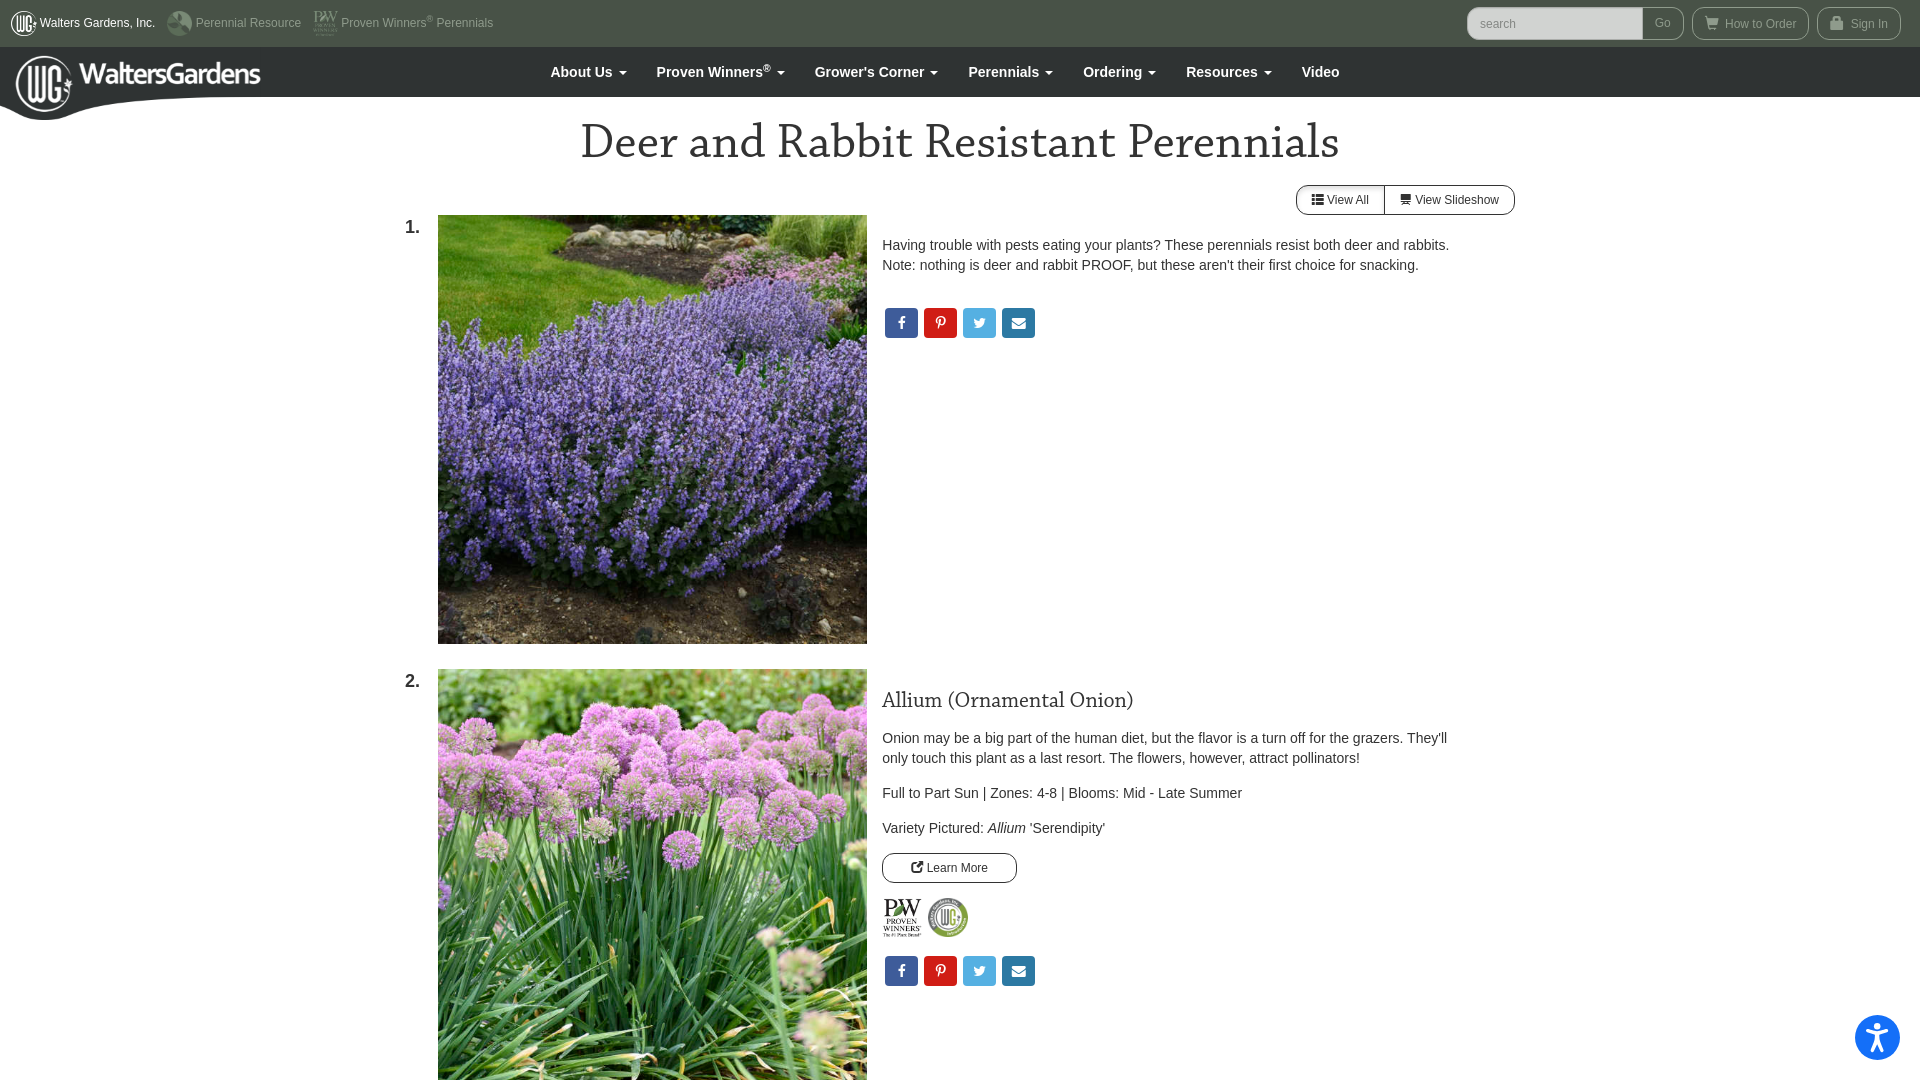 Walters Gardens, Inc. Perennial Resource Proven Winners® Perennials search Go How to Order Sign In
WG WaltersGardens About Us Proven Winners® Grower's Corner Perennials Ordering Resources Video
Deer and Rabbit Resistant Perennials
View All View Slideshow
1.
Having trouble with pests eating your plants? These perennials resist both deer and rabbits.
Note: nothing is deer and rabbit PROOF, but these aren't their first choice for snacking.
2.
Allium (Ornamental Onion)
Onion may be a big part of the human diet, but the flavor is a turn off for the grazers. They'll
only touch this plant as a last resort. The flowers, however, attract pollinators!
Full to Part Sun | Zones: 4-8 | Blooms: Mid - Late Summer
Variety Pictured: Allium 'Serendipity'
Learn More
PW
PROVEN
WINNERS®
The #1 Plant Brand®
WG